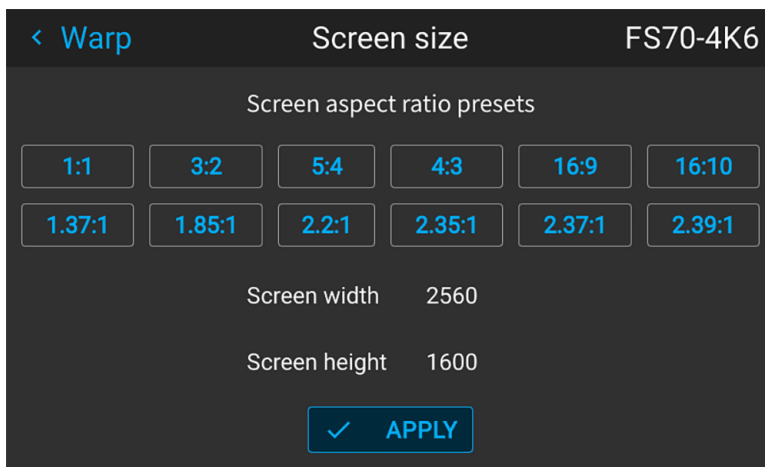 Warp Screen size FS70-4K6
Screen aspect ratio presets
1:1 3:2 5:4 4:3 16:9 16:10
1.37:1 1.85:1 2.2:1 2.35:1 2.37:1 2.39:1
Screen width 2560
Screen height 1600
APPLY